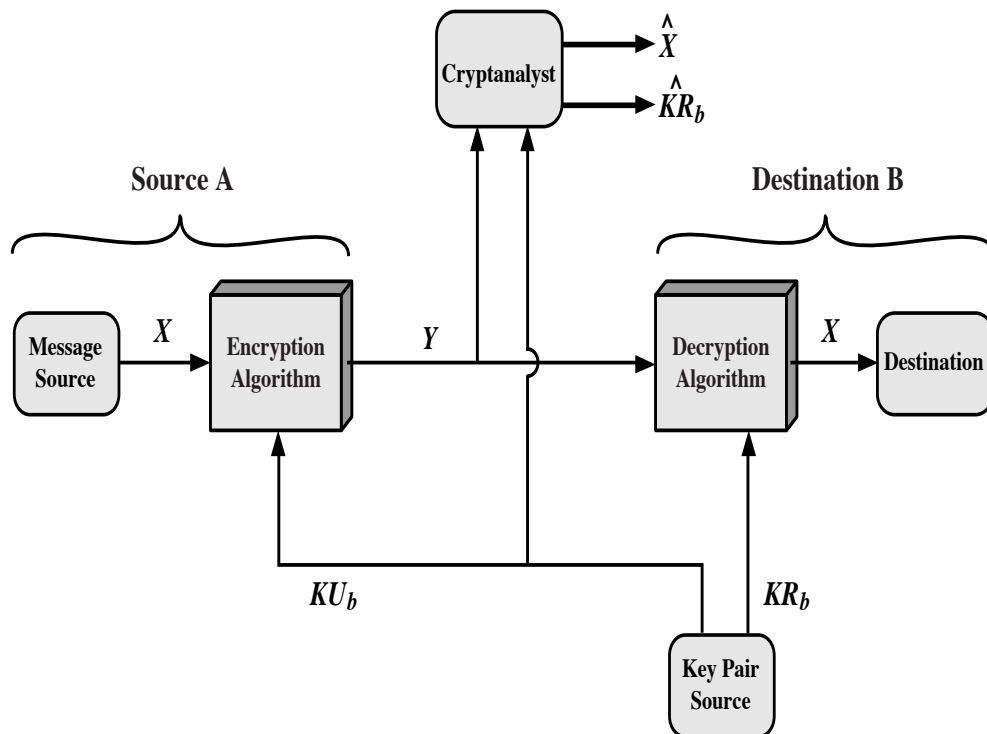 X̂
Cryptanalyst
K̂R_b
Source A
Destination B
X
Y
X
Message
Source
Encryption
Algorithm
Decryption
Algorithm
Destination
KU_b
KR_b
Key Pair
Source